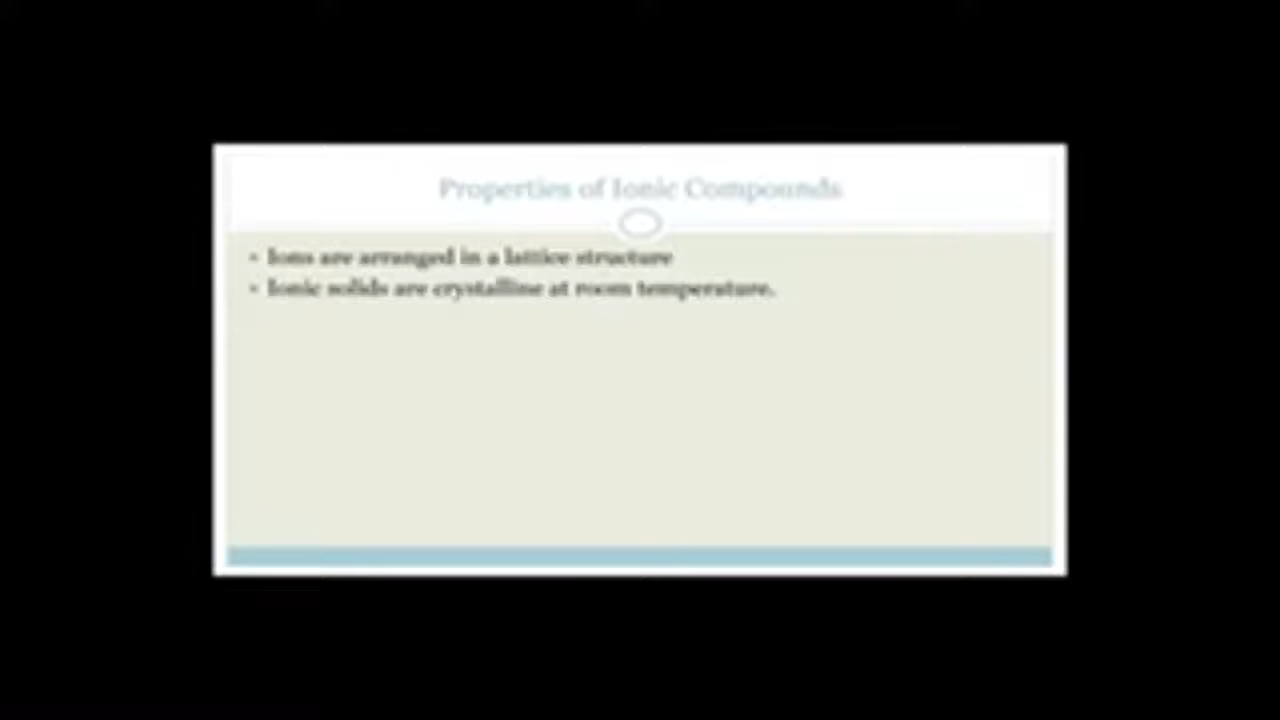 Properties of Ionic Compounds
• Ions are arranged in a lattice structure
• Ionic solids are crystalline at room temperature.